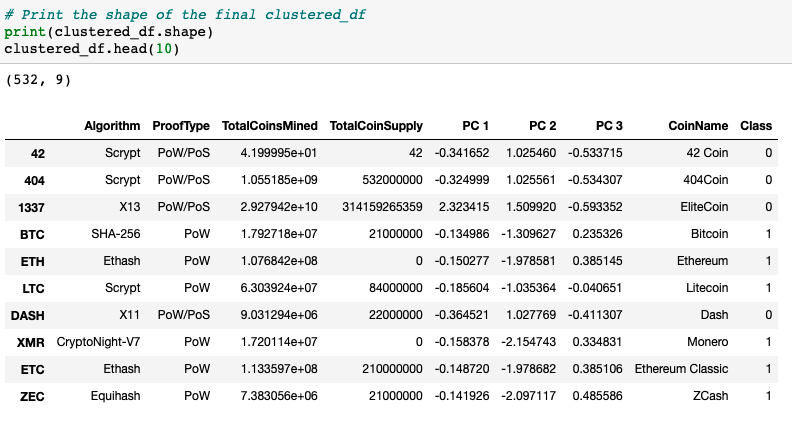 # Print the shape of the final clustered_df
print(clustered_df.shape)
clustered_df.head(10)
(532, 9)
Algorithm ProofType TotalCoinsMined TotalCoinSupply PC 1 PC 2 PC 3 CoinName Class
42 Scrypt PoW/PoS 4.199995e+01 42 -0.341652 1.025460 -0.533715 42 Coin 0
404 Scrypt PoW/PoS 1.055185e+09 532000000 -0.324999 1.025561 -0.534307 404Coin 0
1337 X13 PoW/PoS 2.927942e+10 314159265359 2.323415 1.509920 -0.593352 EliteCoin 0
BTC SHA-256 PoW 1.792718e+07 21000000 -0.134986 -1.309627 0.235326 Bitcoin 1
ETH Ethash PoW 1.076842e+08 0 -0.150277 -1.978581 0.385145 Ethereum 1
LTC Scrypt PoW 6.303924e+07 84000000 -0.185604 -1.035364 -0.040651 Litecoin 1
DASH X11 PoW/PoS 9.031294e+06 22000000 -0.364521 1.027769 -0.411307 Dash 0
XMR CryptoNight-V7 PoW 1.720114e+07 0 -0.158378 -2.154743 0.334831 Monero 1
ETC Ethash PoW 1.133597e+08 210000000 -0.148720 -1.978682 0.385106 Ethereum Classic 1
ZEC Equihash PoW 7.383056e+06 21000000 -0.141926 -2.097117 0.485586 ZCash 1